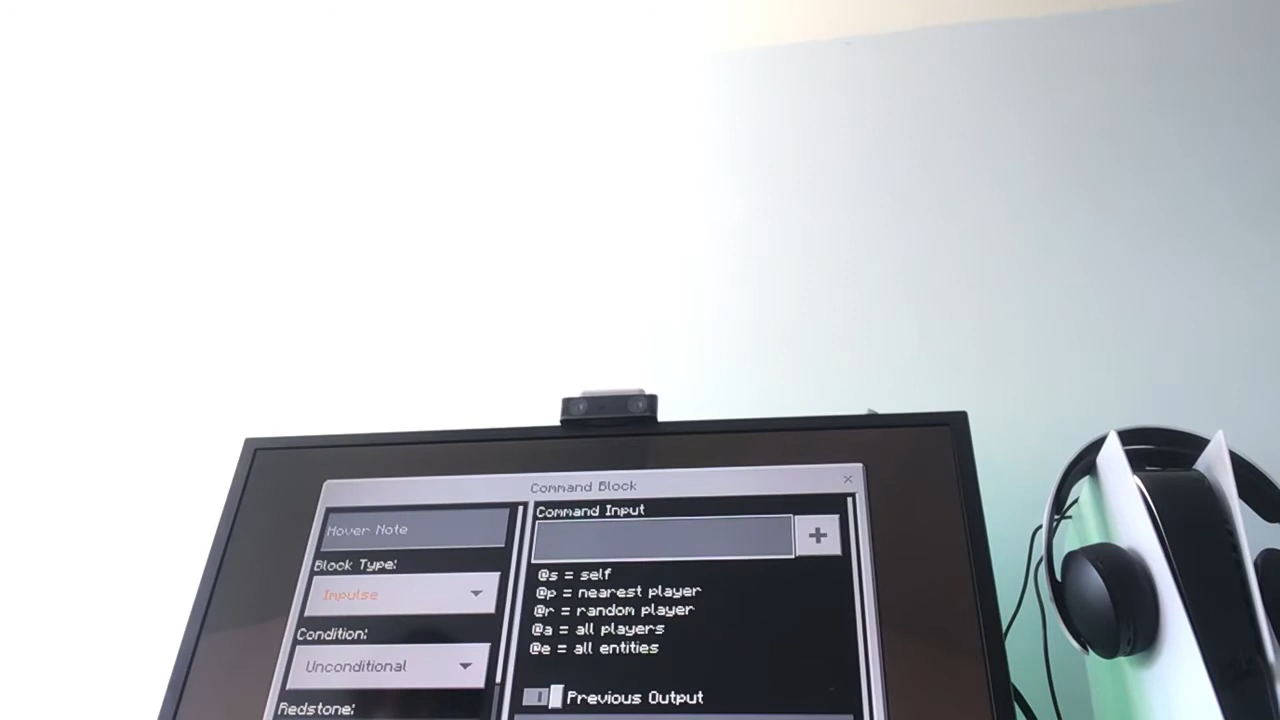 Command Block
Hover Note
Block Type:
Impulse
Condition:
Unconditional
Redstone:
Command Input
@s = self
@p = nearest player
@r = random player
@a = all players
@e = all entities
Previous Output